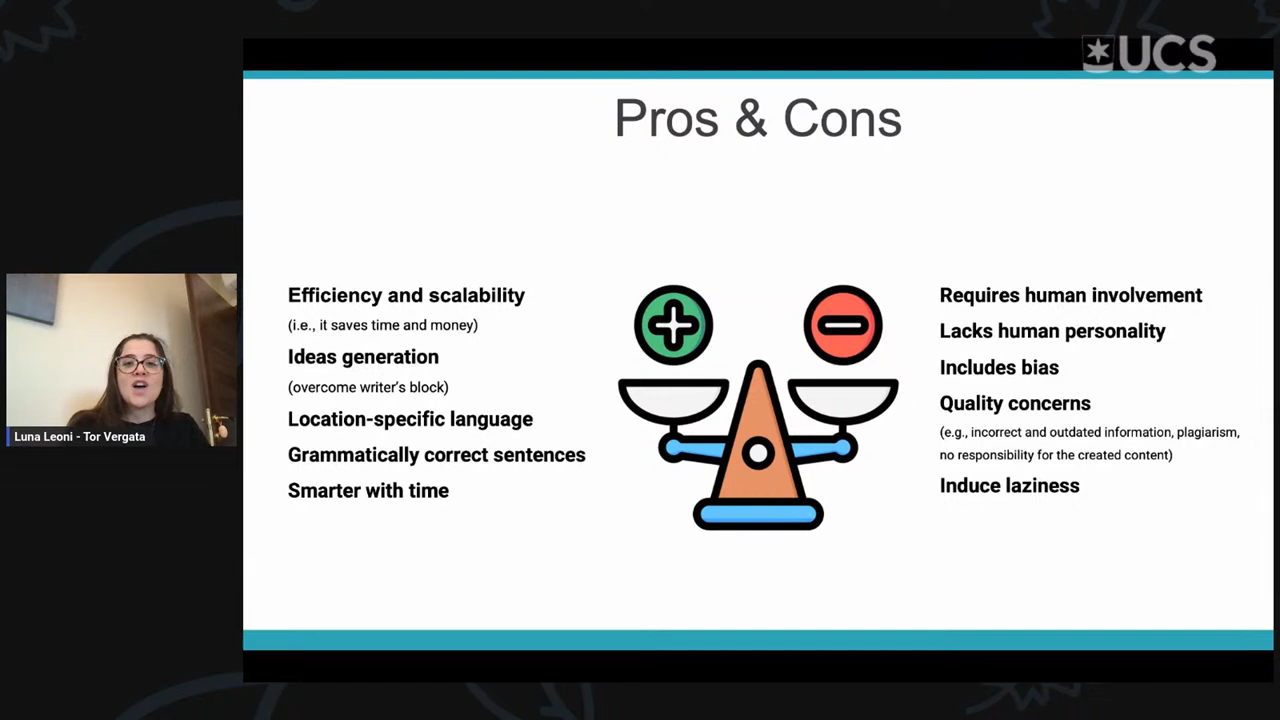 UCS
Pros & Cons
Efficiency and scalability
(i.e., it saves time and money)
Ideas generation
(overcome writer's block)
Location-specific language
Grammatically correct sentences
Smarter with time
Requires human involvement
Lacks human personality
Includes bias
Quality concerns
(e.g., incorrect and outdated information, plagiarism,
no responsibility for the created content)
Induce laziness
Luna Leoni - Tor Vergata